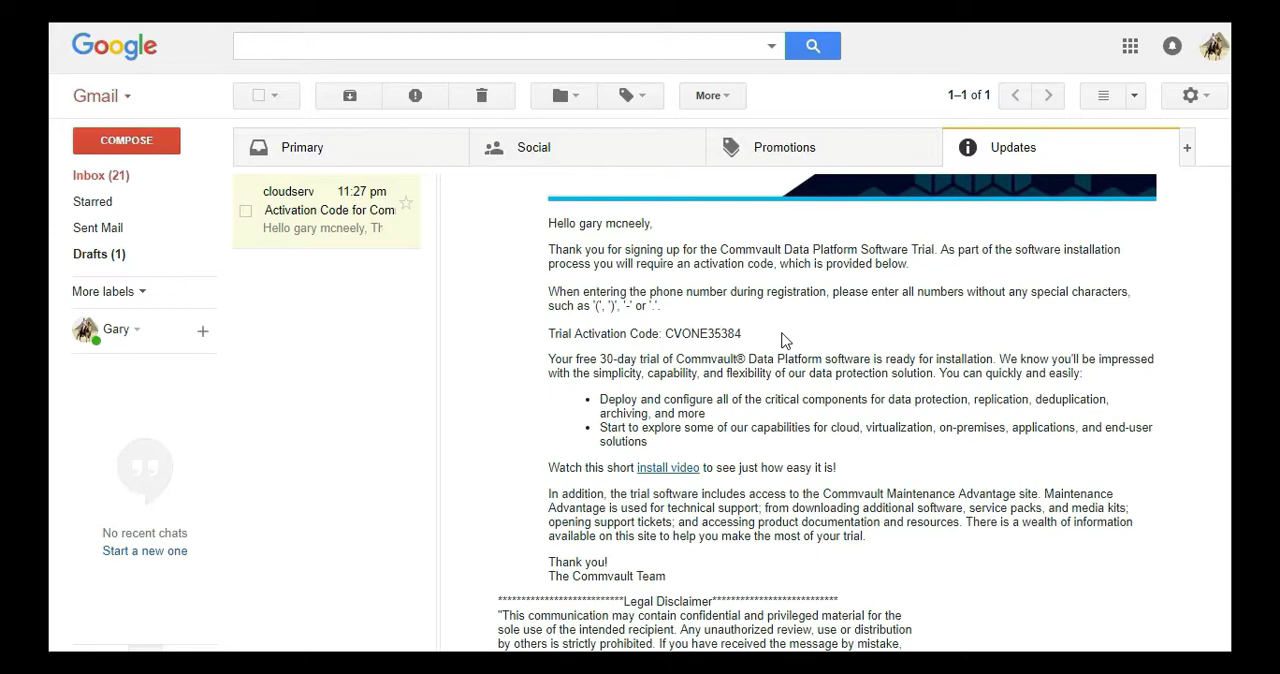 Google
Gmail
More
1–1 of 1
COMPOSE
Primary
Social
Promotions
Updates
+
Inbox (21)
Starred
Sent Mail
Drafts (1)
More labels
Gary
+
No recent chats
Start a new one
cloudserv 11:27 pm
Activation Code for Com
Hello gary mcneely, Th
Hello gary mcneely,
Thank you for signing up for the Commvault Data Platform Software Trial. As part of the software installation
process you will require an activation code, which is provided below.
When entering the phone number during registration, please enter all numbers without any special characters,
such as '(', ')', '-' or '.'.
Trial Activation Code: CVONE35384
Your free 30-day trial of Commvault® Data Platform software is ready for installation. We know you'll be impressed
with the simplicity, capability, and flexibility of our data protection solution. You can quickly and easily:
• Deploy and configure all of the critical components for data protection, replication, deduplication,
archiving, and more
• Start to explore some of our capabilities for cloud, virtualization, on-premises, applications, and end-user
solutions
Watch this short install video to see just how easy it is!
In addition, the trial software includes access to the Commvault Maintenance Advantage site. Maintenance
Advantage is used for technical support; from downloading additional software, service packs, and media kits;
opening support tickets; and accessing product documentation and resources. There is a wealth of information
available on this site to help you make the most of your trial.
Thank you!
The Commvault Team
***************************Legal Disclaimer***************************
"This communication may contain confidential and privileged material for the
sole use of the intended recipient. Any unauthorized review, use or distribution
by others is strictly prohibited. If you have received the message by mistake,